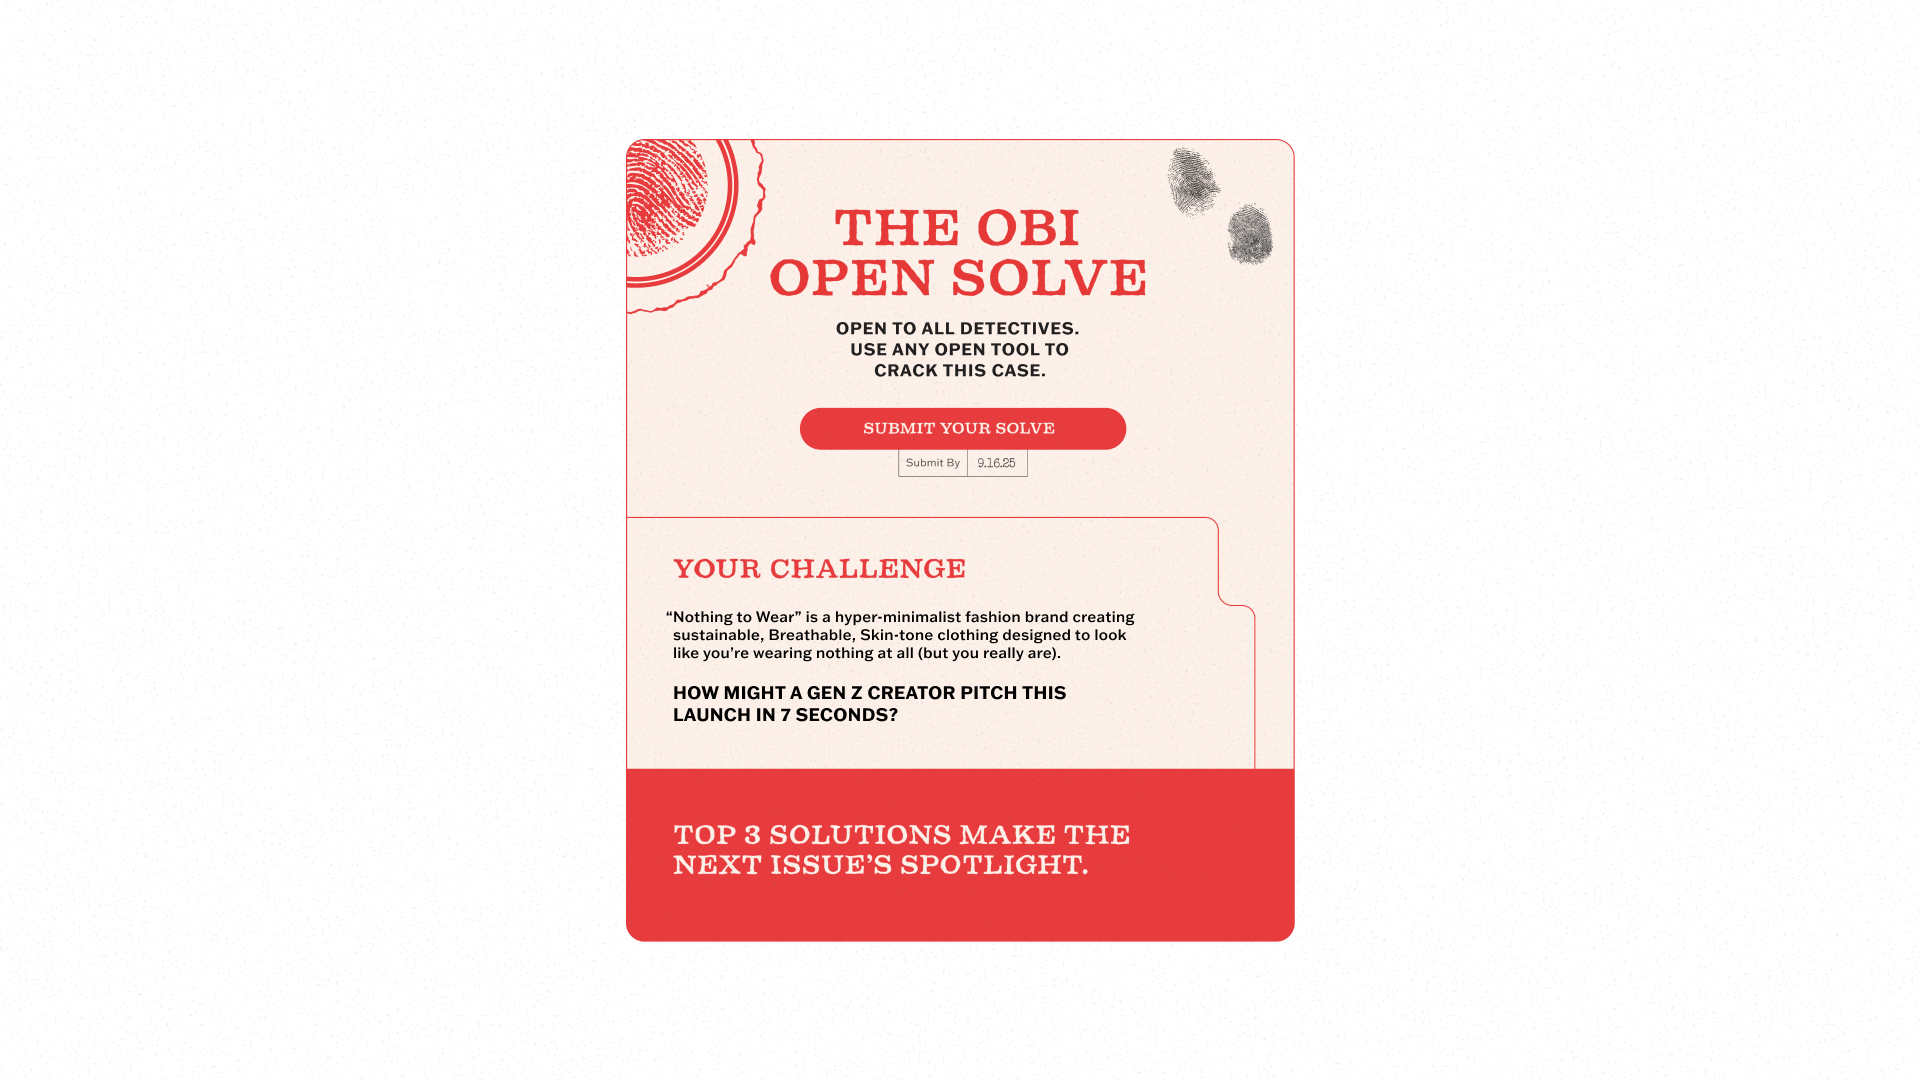 THE OBI
OPEN SOLVE
OPEN TO ALL DETECTIVES.
USE ANY OPEN TOOL TO
CRACK THIS CASE.
SUBMIT YOUR SOLVE
Submit By 9.16.25
YOUR CHALLENGE
“Nothing to Wear” is a hyper-minimalist fashion brand creating
sustainable, Breathable, Skin-tone clothing designed to look
like you’re wearing nothing at all (but you really are).
HOW MIGHT A GEN Z CREATOR PITCH THIS
LAUNCH IN 7 SECONDS?
TOP 3 SOLUTIONS MAKE THE
NEXT ISSUE’S SPOTLIGHT.